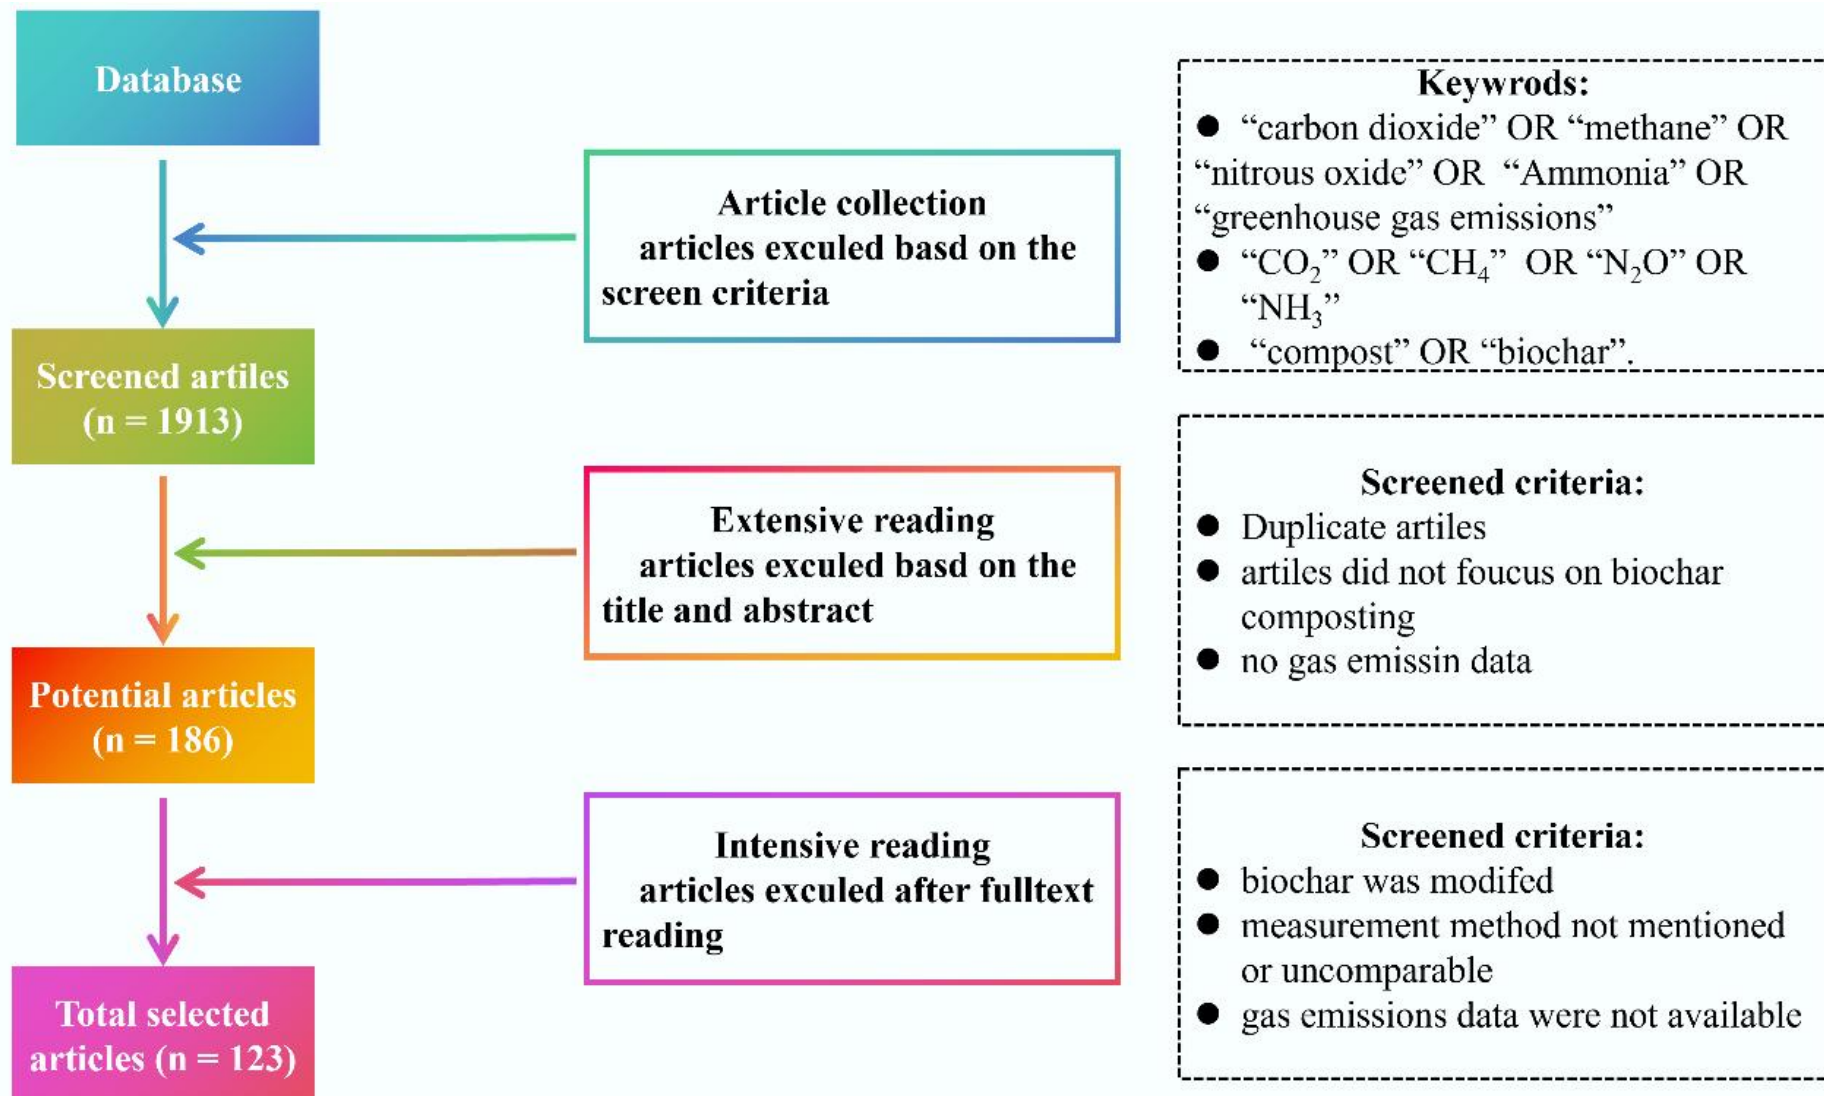 Database
Article collection
articles exculed basd on the
screen criteria
Keywrods:
● “carbon dioxide” OR “methane” OR
“nitrous oxide” OR “Ammonia” OR
“greenhouse gas emissions”
● “CO₂” OR “CH₄” OR “N₂O” OR
“NH₃”
● “compost” OR “biochar”.
Screened artiles
(n = 1913)
Extensive reading
articles exculed basd on the
title and abstract
Screened criteria:
● Duplicate artiles
● artiles did not foucus on biochar
composting
● no gas emissin data
Potential articles
(n = 186)
Intensive reading
articles exculed after fulltext
reading
Screened criteria:
● biochar was modifed
● measurement method not mentioned
or uncomparable
● gas emissions data were not available
Total selected
articles (n = 123)